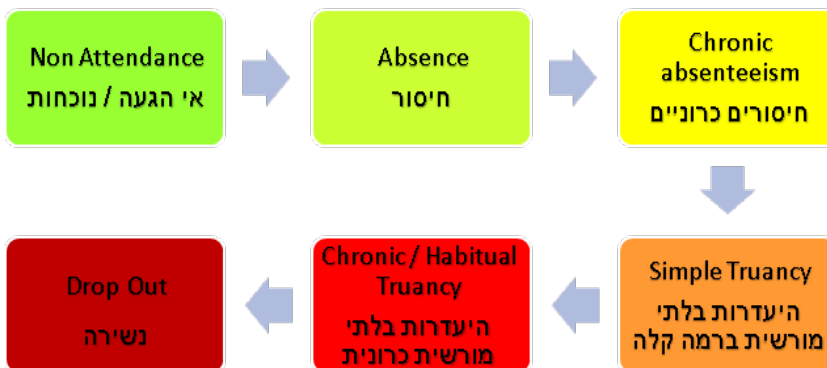 Non Attendance
אי הגעה / נוכחות
Absence
חיסור
Chronic
absenteeism
חיסורים כרוניים
Simple Truancy
היעדרות בלתי
מורשית ברמה קלה
Chronic / Habitual
Truancy
היעדרות בלתי
מורשית כרונית
Drop Out
נשירה